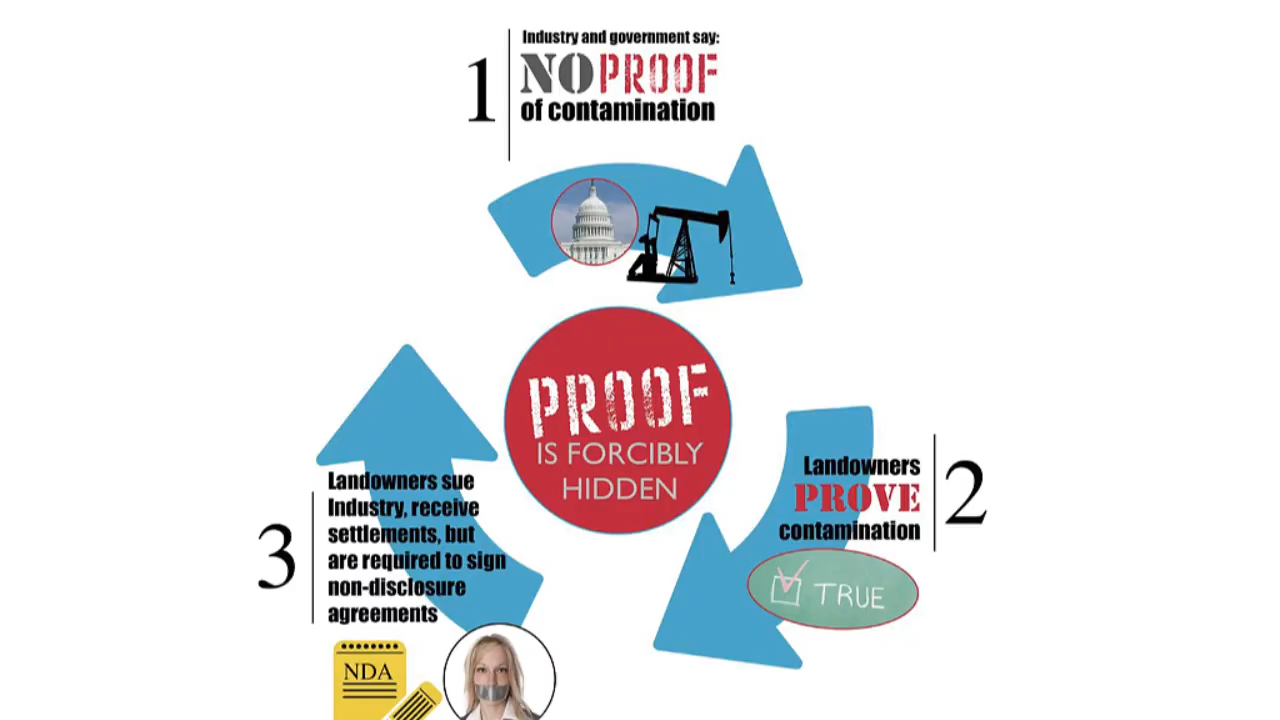 1
Industry and government say:
NO PROOF
of contamination
PROOF
IS FORCIBLY
HIDDEN
Landowners
PROVE
contamination
2
TRUE
3
Landowners sue
Industry, receive
settlements, but
are required to sign
non-disclosure
agreements
NDA